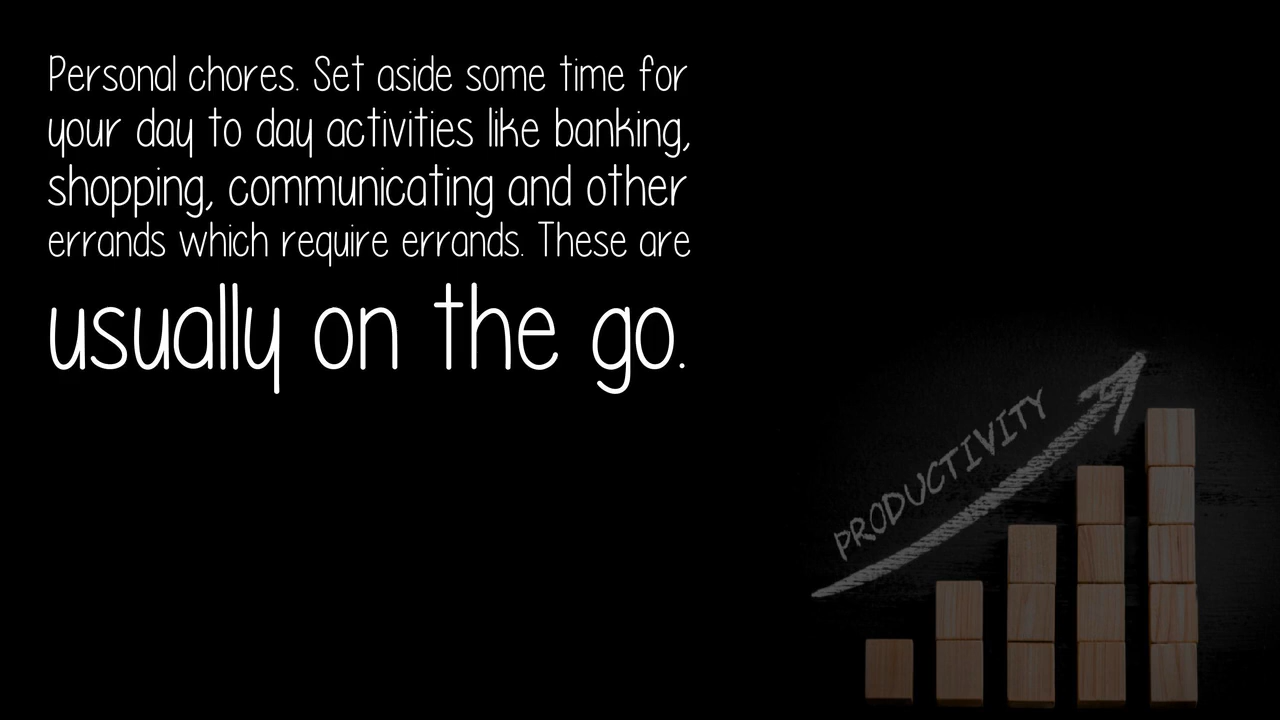 Personal chores. Set aside some time for
your day to day activities like banking,
shopping, communicating and other
errands which require errands. These are
usually on the go.
PRODUCTIVITY